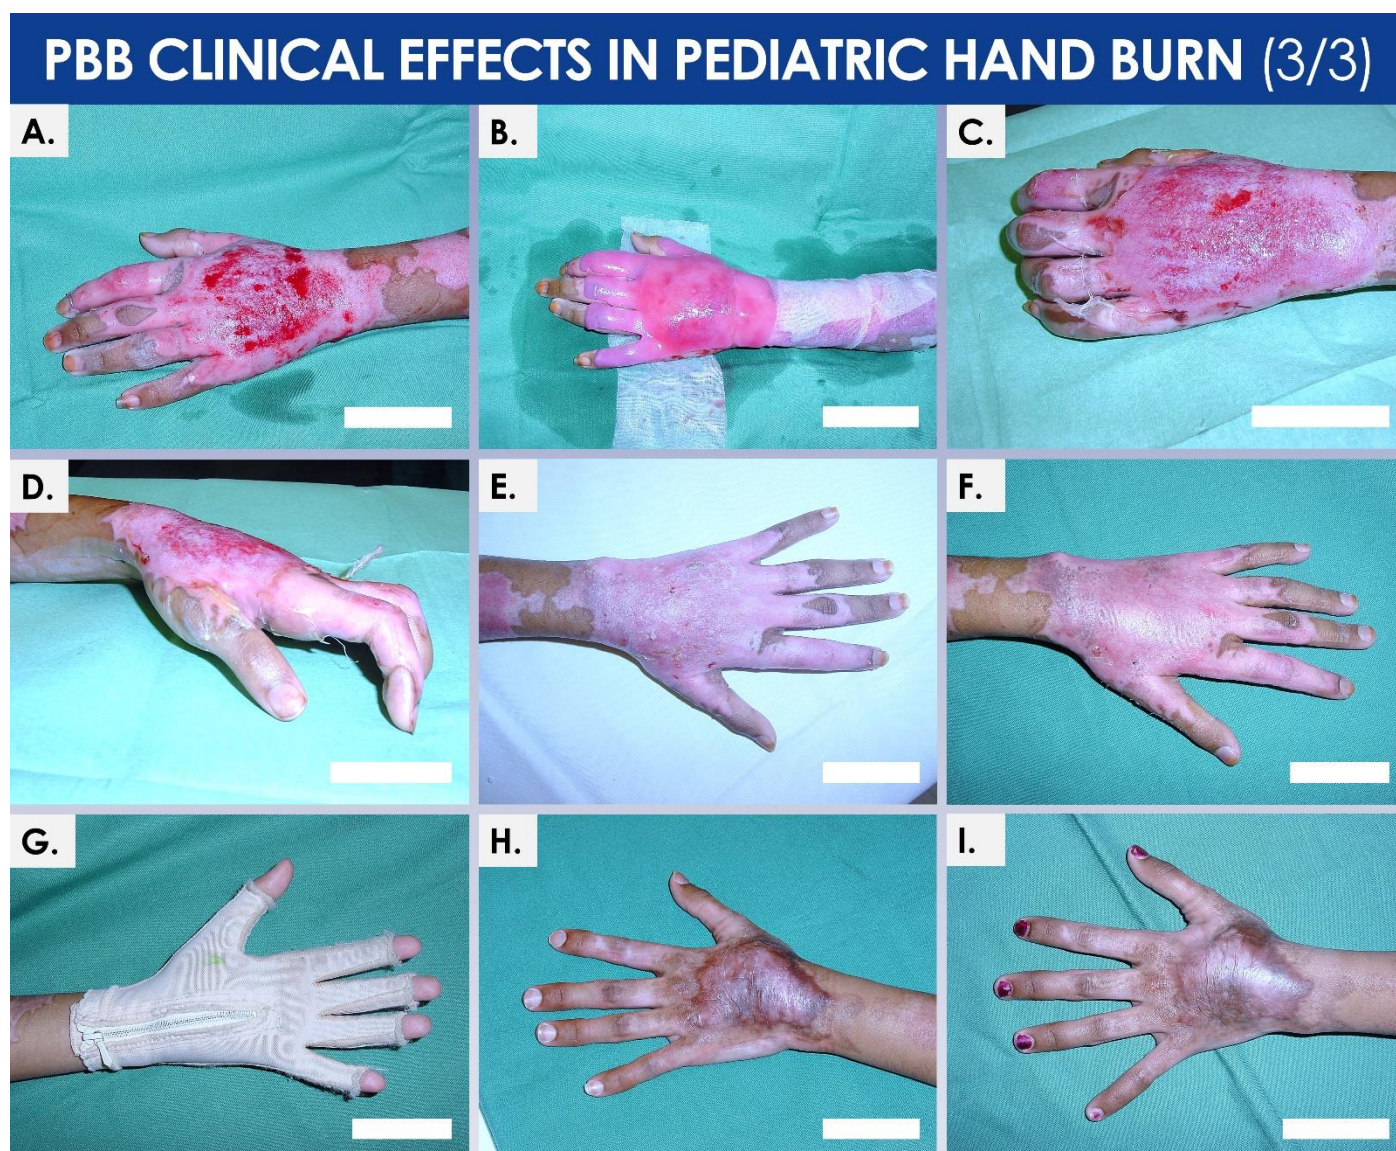 PBB CLINICAL EFFECTS IN PEDIATRIC HAND BURN (3/3)
A.
B.
C.
D.
E.
F.
G.
H.
I.